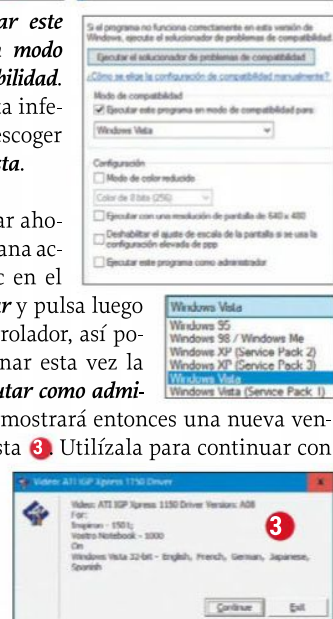 ar este
n modo
bilidad.
ta infe-
escoger
sta.
ar aho-
ana ac-
c en el
r y pulsa luego
rolador, así po-
nar esta vez la
utar como admi-
mostrará entonces una nueva ven-
sta 3. Utilízala para continuar con
Si el programa no funciona correctamente en esta versión de
Windows, ejecute el solucionador de problemas de compatibilidad.
Ejecutar el solucionador de problemas de compatibilidad
¿Cómo se elige la configuración de compatibilidad manualmente?
Modo de compatibilidad
Ejecutar este programa en modo de compatibilidad para:
Windows Vista
Configuración
Modo de color reducido
Color de 8 bits (256)
Ejecutar con una resolución de pantalla de 640 x 480
Deshabilitar el ajuste de escala de la pantalla si se usa la
configuración elevada de ppp
Ejecutar este programa como administrador
Windows Vista
Windows 95
Windows 98 / Windows Me
Windows XP (Service Pack 2)
Windows XP (Service Pack 3)
Windows Vista
Windows Vista (Service Pack 1)
Video: ATI IGP Xpress 1150 Driver
Video: ATI IGP Xpress 1150 Driver Version: A08
For:
Inspiron - 1501;
Vostro Notebook - 1000
On
Windows Vista 32-bit - English, French, German, Japanese,
Spanish
3
Continue
Exit